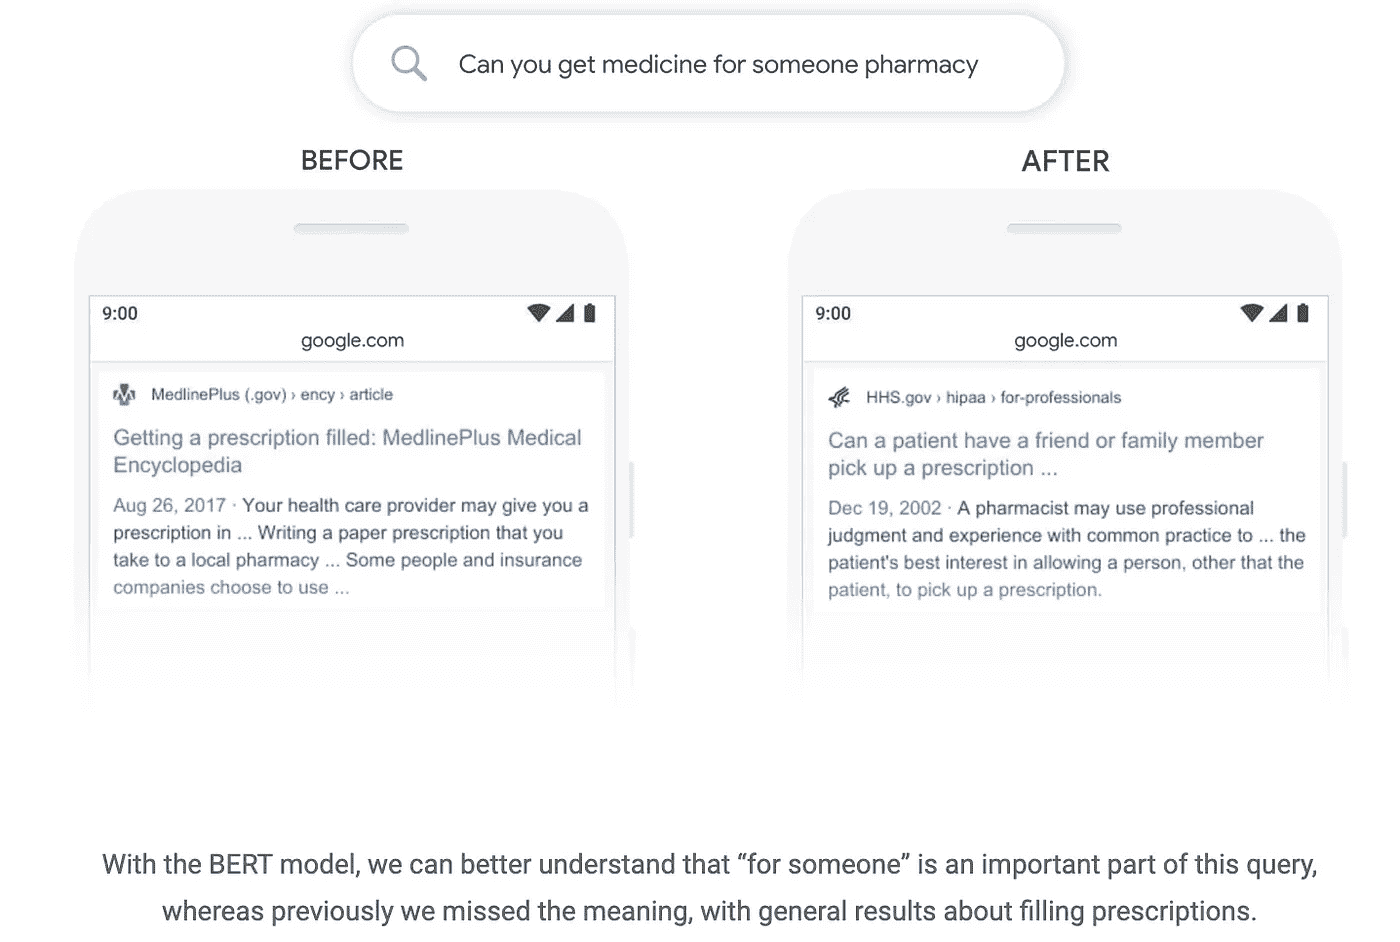 Can you get medicine for someone pharmacy
BEFORE
9:00
google.com
MedlinePlus (.gov) › ency › article
Getting a prescription filled: MedlinePlus Medical
Encyclopedia
Aug 26, 2017 · Your health care provider may give you a
prescription in ... Writing a paper prescription that you
take to a local pharmacy ... Some people and insurance
companies choose to use ...
AFTER
9:00
google.com
HHS.gov › hipaa › for-professionals
Can a patient have a friend or family member
pick up a prescription ...
Dec 19, 2002 · A pharmacist may use professional
judgment and experience with common practice to ... the
patient's best interest in allowing a person, other that the
patient, to pick up a prescription.
With the BERT model, we can better understand that “for someone” is an important part of this query,
whereas previously we missed the meaning, with general results about filling prescriptions.